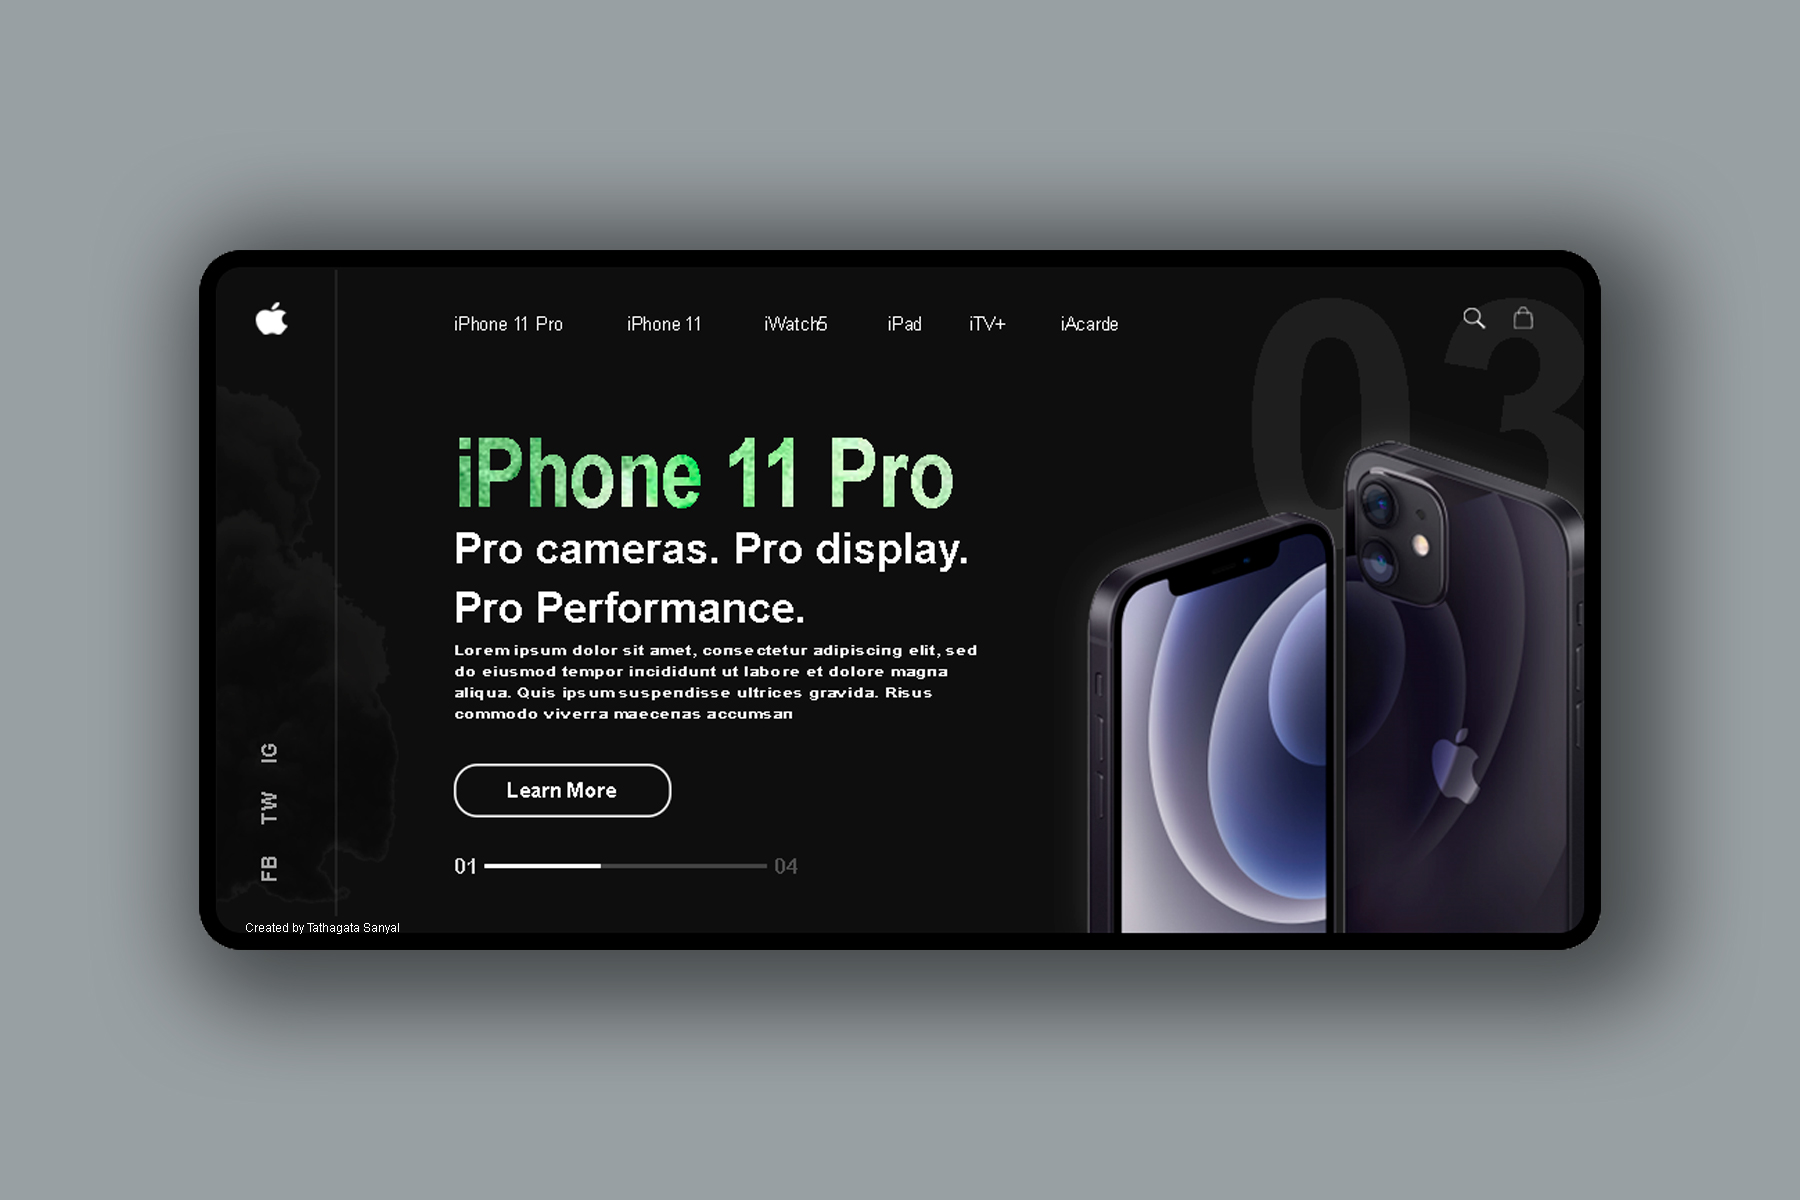 iPhone 11 Pro
iPhone 11
iWatch5
iPad
iTV+
iAcarde
03
iPhone 11 Pro
Pro cameras. Pro display.
Pro Performance.
Lorem ipsum dolor sit amet, consectetur adipiscing elit, sed
do eiusmod tempor incididunt ut labore et dolore magna
aliqua. Quis ipsum suspendisse ultrices gravida. Risus
commodo viverra maecenas accumsan
Learn More
01
04
IG
TW
FB
Created by Tathagata Sanyal